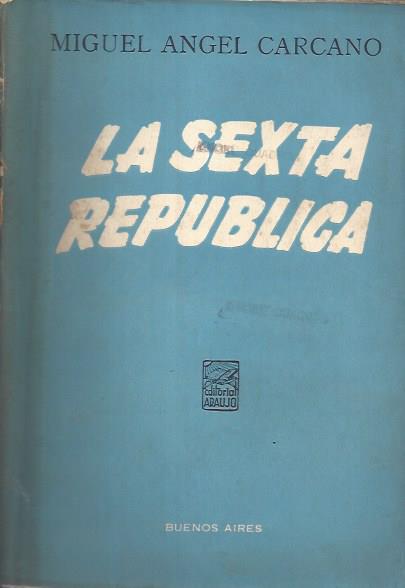 MIGUEL ANGEL CARCANO
LA SEXTA
REPUBLICA
editorial
ARAUJO
BUENOS AIRES